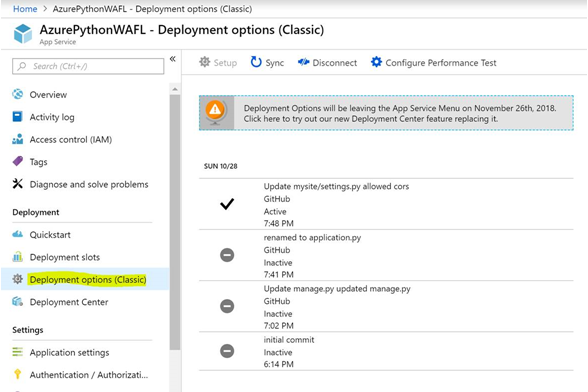 Home > AzurePythonWAFL - Deployment options (Classic)
AzurePythonWAFL - Deployment options (Classic)
App Service
Search (Ctrl+/)
«
Overview
Activity log
Access control (IAM)
Tags
Diagnose and solve problems
Deployment
Quickstart
Deployment slots
Deployment options (Classic)
Deployment Center
Settings
Application settings
Authentication / Authorizati...
Setup
Sync
Disconnect
Configure Performance Test
Deployment Options will be leaving the App Service Menu on November 26th, 2018.
Click here to try out our new Deployment Center feature replacing it.
SUN 10/28
Update mysite/settings.py allowed cors
GitHub
Active
7:48 PM
renamed to application.py
GitHub
Inactive
7:41 PM
Update manage.py updated manage.py
GitHub
Inactive
7:02 PM
initial commit
Inactive
6:14 PM